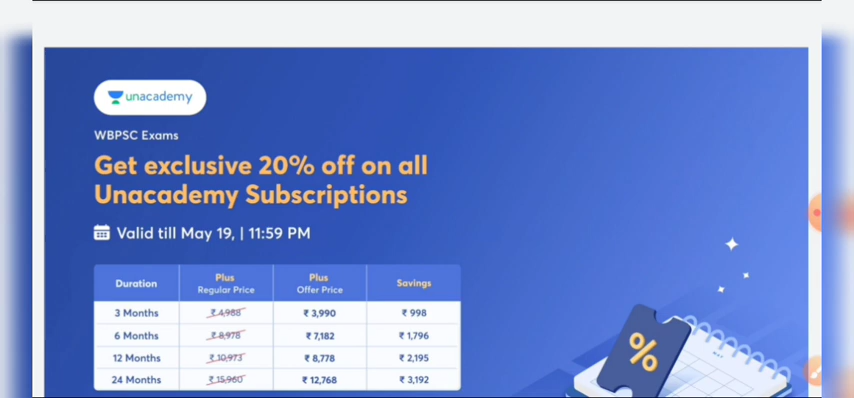 unacademy
WBPSC Exams
Get exclusive 20% off on all
Unacademy Subscriptions
Valid till May 19, | 11:59 PM
Duration Plus Regular Price Plus Offer Price Savings
3 Months ₹ 4,988 ₹ 3,990 ₹ 998
6 Months ₹ 8,978 ₹ 7,182 ₹ 1,796
12 Months ₹ 10,973 ₹ 8,778 ₹ 2,195
24 Months ₹ 15,960 ₹ 12,768 ₹ 3,192
%